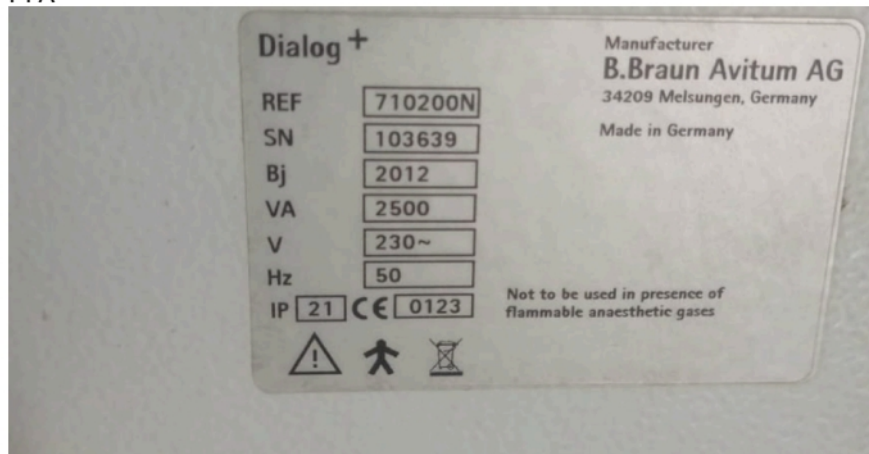 Dialog+
REF 710200N
SN 103639
Bj 2012
VA 2500
V 230~
Hz 50
IP 21 CE 0123
Manufacturer
B.Braun Avitum AG
34209 Melsungen, Germany
Made in Germany
Not to be used in presence of
flammable anaesthetic gases